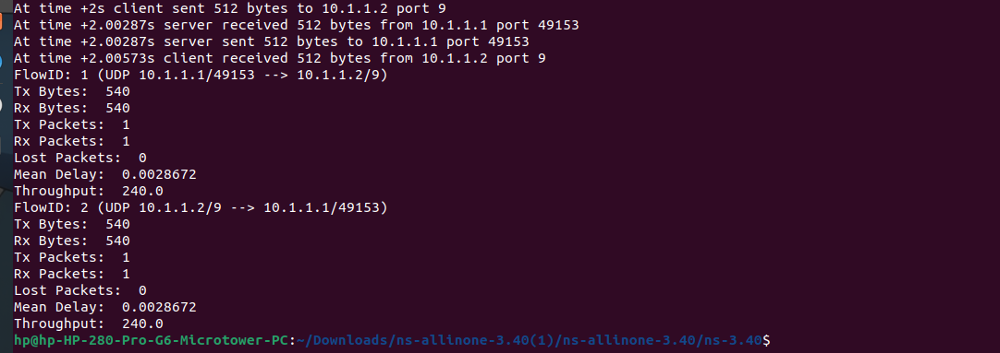 At time +2s client sent 512 bytes to 10.1.1.2 port 9
At time +2.00287s server received 512 bytes from 10.1.1.1 port 49153
At time +2.00287s server sent 512 bytes to 10.1.1.1 port 49153
At time +2.00573s client received 512 bytes from 10.1.1.2 port 9
FlowID: 1 (UDP 10.1.1.1/49153 --> 10.1.1.2/9)
Tx Bytes:  540
Rx Bytes:  540
Tx Packets:  1
Rx Packets:  1
Lost Packets:  0
Mean Delay:  0.0028672
Throughput:  240.0
FlowID: 2 (UDP 10.1.1.2/9 --> 10.1.1.1/49153)
Tx Bytes:  540
Rx Bytes:  540
Tx Packets:  1
Rx Packets:  1
Lost Packets:  0
Mean Delay:  0.0028672
Throughput:  240.0
hp@hp-HP-280-Pro-G6-Microtower-PC:~/Downloads/ns-allinone-3.40(1)/ns-allinone-3.40/ns-3.40$